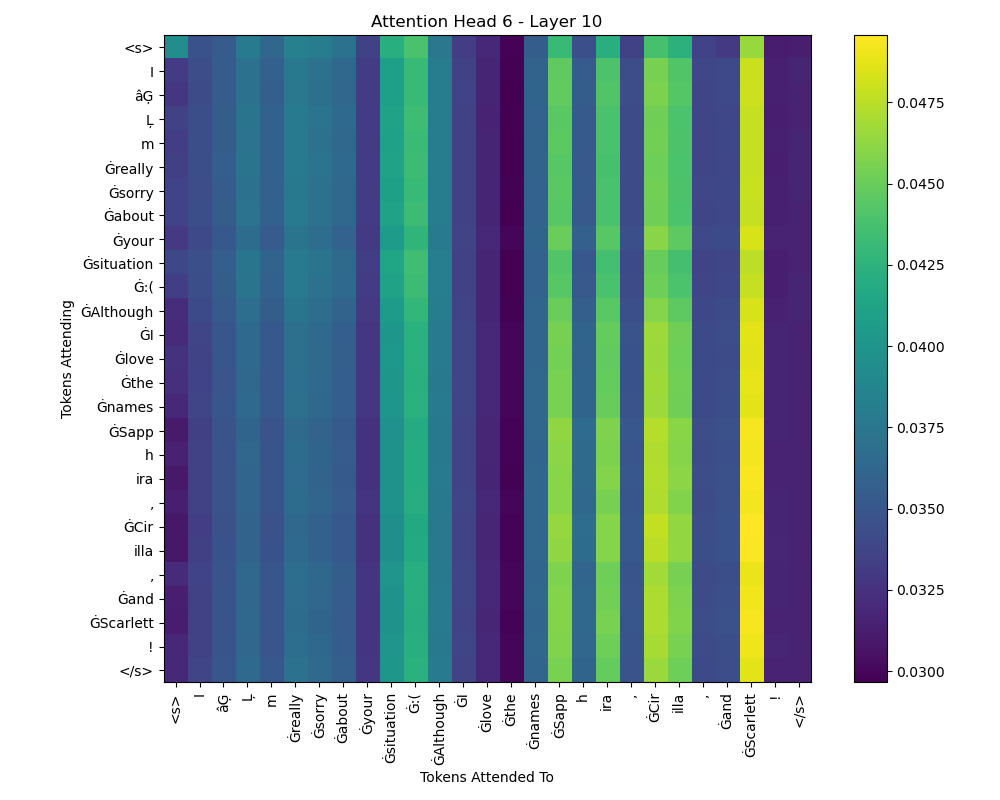 Attention Head 6 - Layer 10
<s>
I
âĢ
Ļ
m
Ġreally
Ġsorry
Ġabout
Ġyour
Ġsituation
Ġ:(
ĠAlthough
ĠI
Ġlove
Ġthe
Ġnames
ĠSapp
h
ira
,
ĠCir
illa
,
Ġand
ĠScarlett
!
</s>
Tokens Attending
<s>
I
âĢ
Ļ
m
Ġreally
Ġsorry
Ġabout
Ġyour
Ġsituation
Ġ:(
ĠAlthough
ĠI
Ġlove
Ġthe
Ġnames
ĠSapp
h
ira
,
ĠCir
illa
,
Ġand
ĠScarlett
!
</s>
Tokens Attended To
0.0475
0.0450
0.0425
0.0400
0.0375
0.0350
0.0325
0.0300